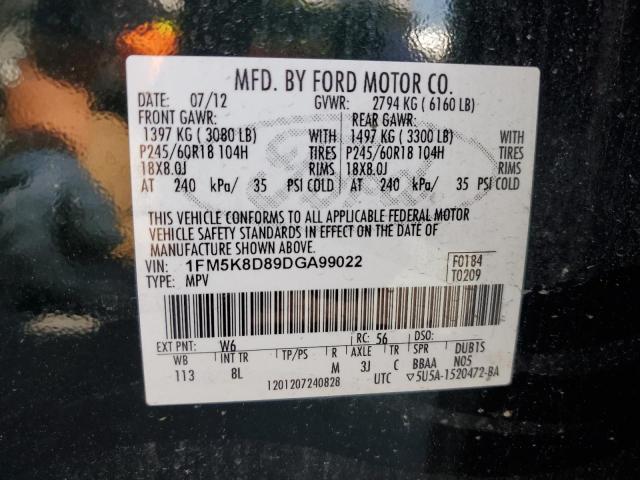 MFD. BY FORD MOTOR CO.
DATE: 07/12 GVWR: 2794 KG ( 6160 LB)
FRONT GAWR: REAR GAWR:
1397 KG ( 3080 LB) WITH 1497 KG ( 3300 LB) WITH
P245/60R18 104H TIRES P245/60R18 104H TIRES
18X8.0J RIMS 18X8.0J RIMS
AT 240 kPa/ 35 PSI COLD AT 240 kPa/ 35 PSI COLD
THIS VEHICLE CONFORMS TO ALL APPLICABLE FEDERAL MOTOR
VEHICLE SAFETY STANDARDS IN EFFECT ON THE DATE OF
MANUFACTURE SHOWN ABOVE.
VIN: 1FM5K8D89DGA99022 F0184
TYPE: MPV T0209
EXT PNT: W6 RC: 56 DSO:
WB INT TR TP/PS R AXLE TR SPR DUB1S
113 8L M 3J C BBAA N05
1201207240828 UTC ▽5U5A-1520472-BA
Ford